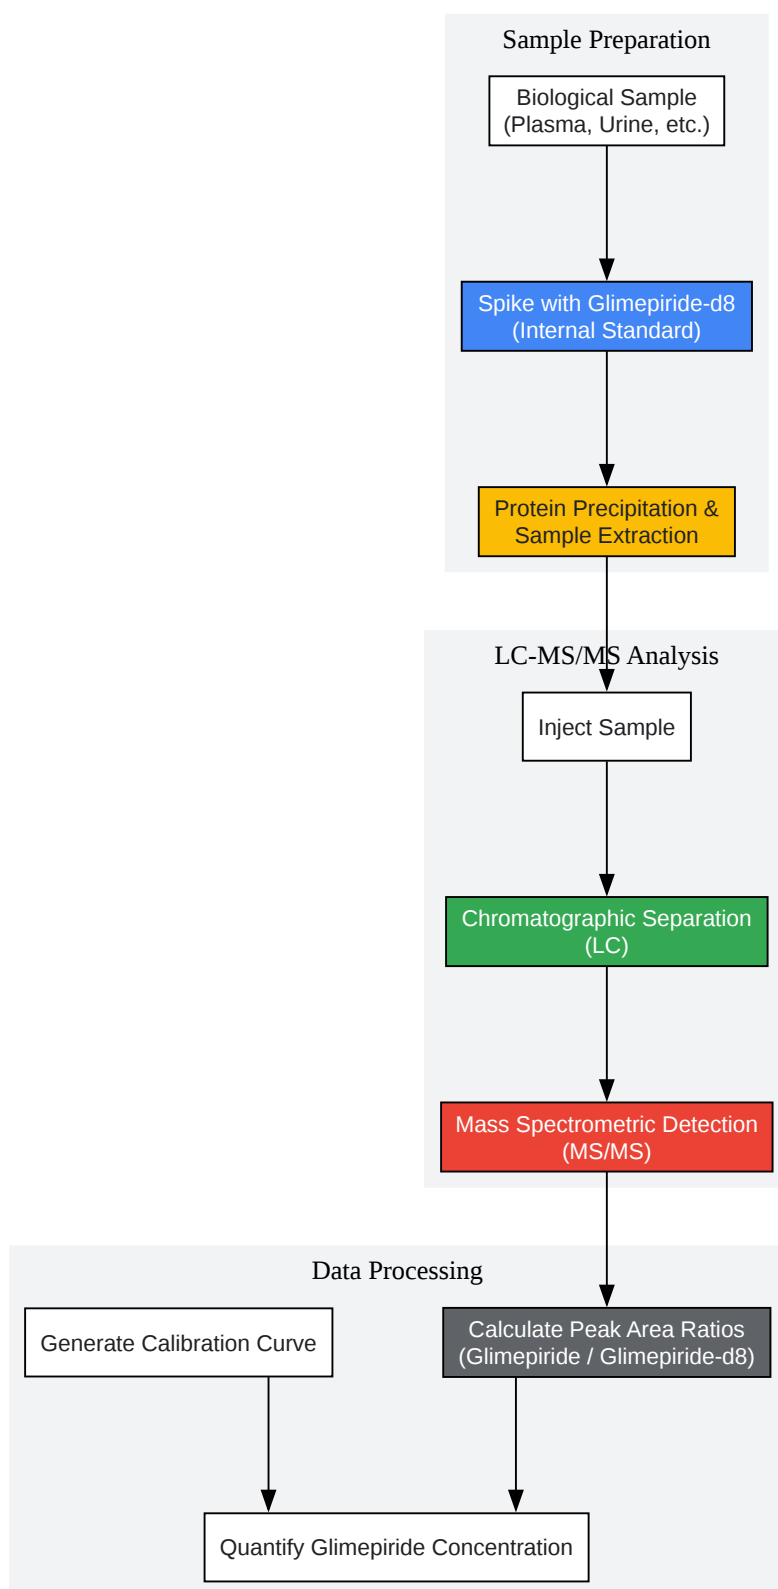 Sample Preparation
Biological Sample
(Plasma, Urine, etc.)
Spike with Glimepiride-d8
(Internal Standard)
Protein Precipitation &
Sample Extraction
LC-MS/MS Analysis
Inject Sample
Chromatographic Separation
(LC)
Mass Spectrometric Detection
(MS/MS)
Data Processing
Generate Calibration Curve
Calculate Peak Area Ratios
(Glimepiride / Glimepiride-d8)
Quantify Glimepiride Concentration